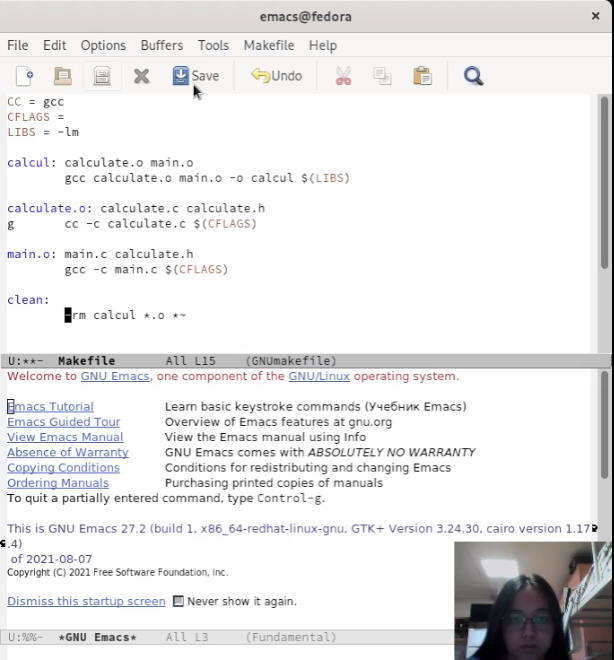 emacs@fedora ×
File Edit Options Buffers Tools Makefile Help
Save Undo
CC = gcc
CFLAGS =
LIBS = -lm
calcul: calculate.o main.o
gcc calculate.o main.o -o calcul $(LIBS)
calculate.o: calculate.c calculate.h
g cc -c calculate.c $(CFLAGS)
main.o: main.c calculate.h
gcc -c main.c $(CFLAGS)
clean:
-rm calcul *.o *~
U:**- Makefile All L15 (GNUmakefile)
Welcome to GNU Emacs, one component of the GNU/Linux operating system.
Emacs Tutorial Learn basic keystroke commands (Учебник Emacs)
Emacs Guided Tour Overview of Emacs features at gnu.org
View Emacs Manual View the Emacs manual using Info
Absence of Warranty GNU Emacs comes with ABSOLUTELY NO WARRANTY
Copying Conditions Conditions for redistributing and changing Emacs
Ordering Manuals Purchasing printed copies of manuals
To quit a partially entered command, type Control-g.
This is GNU Emacs 27.2 (build 1, x86_64-redhat-linux-gnu, GTK+ Version 3.24.30, cairo version 1.17
.4)
of 2021-08-07
Copyright (C) 2021 Free Software Foundation, Inc.
Dismiss this startup screen Never show it again.
U:%%- *GNU Emacs* All L3 (Fundamental)